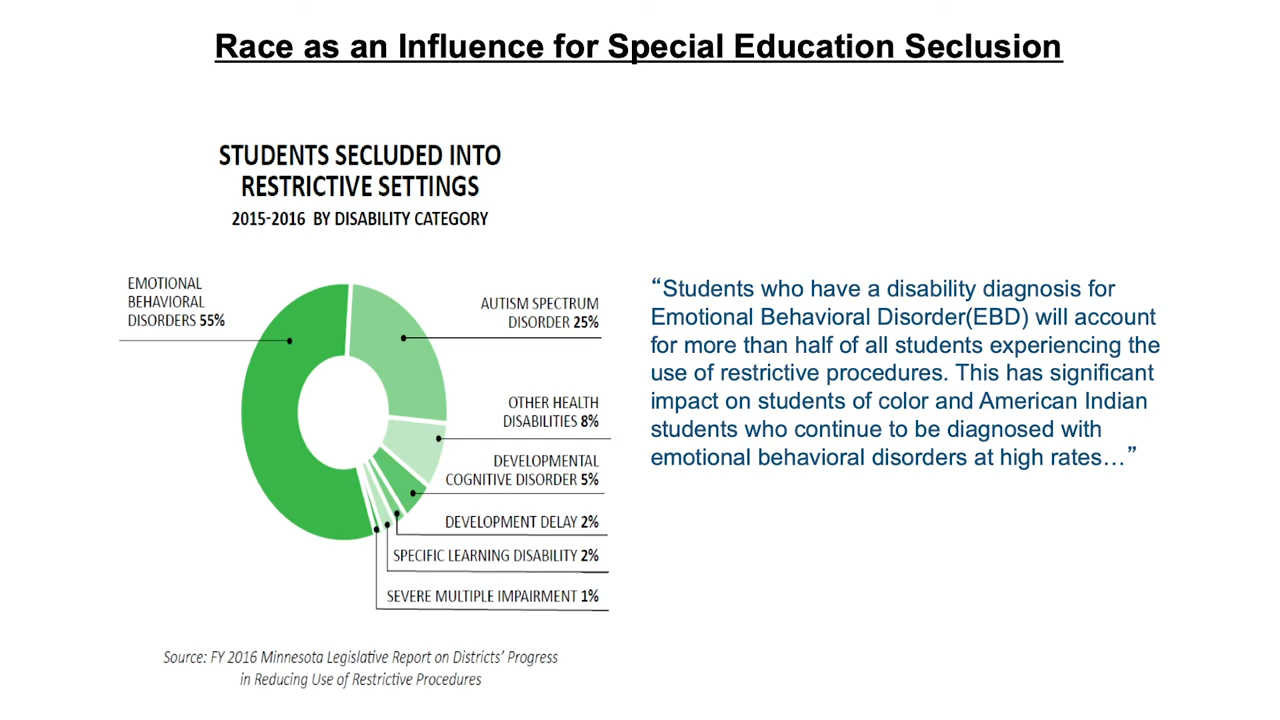 Race as an Influence for Special Education Seclusion
STUDENTS SECLUDED INTO
RESTRICTIVE SETTINGS
2015-2016 BY DISABILITY CATEGORY
EMOTIONAL
BEHAVIORAL
DISORDERS 55%
AUTISM SPECTRUM
DISORDER 25%
OTHER HEALTH
DISABILITIES 8%
DEVELOPMENTAL
COGNITIVE DISORDER 5%
DEVELOPMENT DELAY 2%
SPECIFIC LEARNING DISABILITY 2%
SEVERE MULTIPLE IMPAIRMENT 1%
Source: FY 2016 Minnesota Legislative Report on Districts’ Progress
in Reducing Use of Restrictive Procedures
“Students who have a disability diagnosis for
Emotional Behavioral Disorder(EBD) will account
for more than half of all students experiencing the
use of restrictive procedures. This has significant
impact on students of color and American Indian
students who continue to be diagnosed with
emotional behavioral disorders at high rates…”